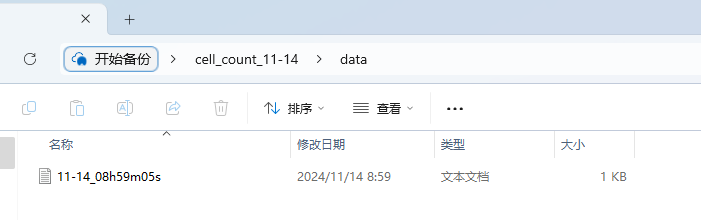 开始备份 cell_count_11-14 data
排序 查看
名称 修改日期 类型 大小
11-14_08h59m05s 2024/11/14 8:59 文本文档 1 KB